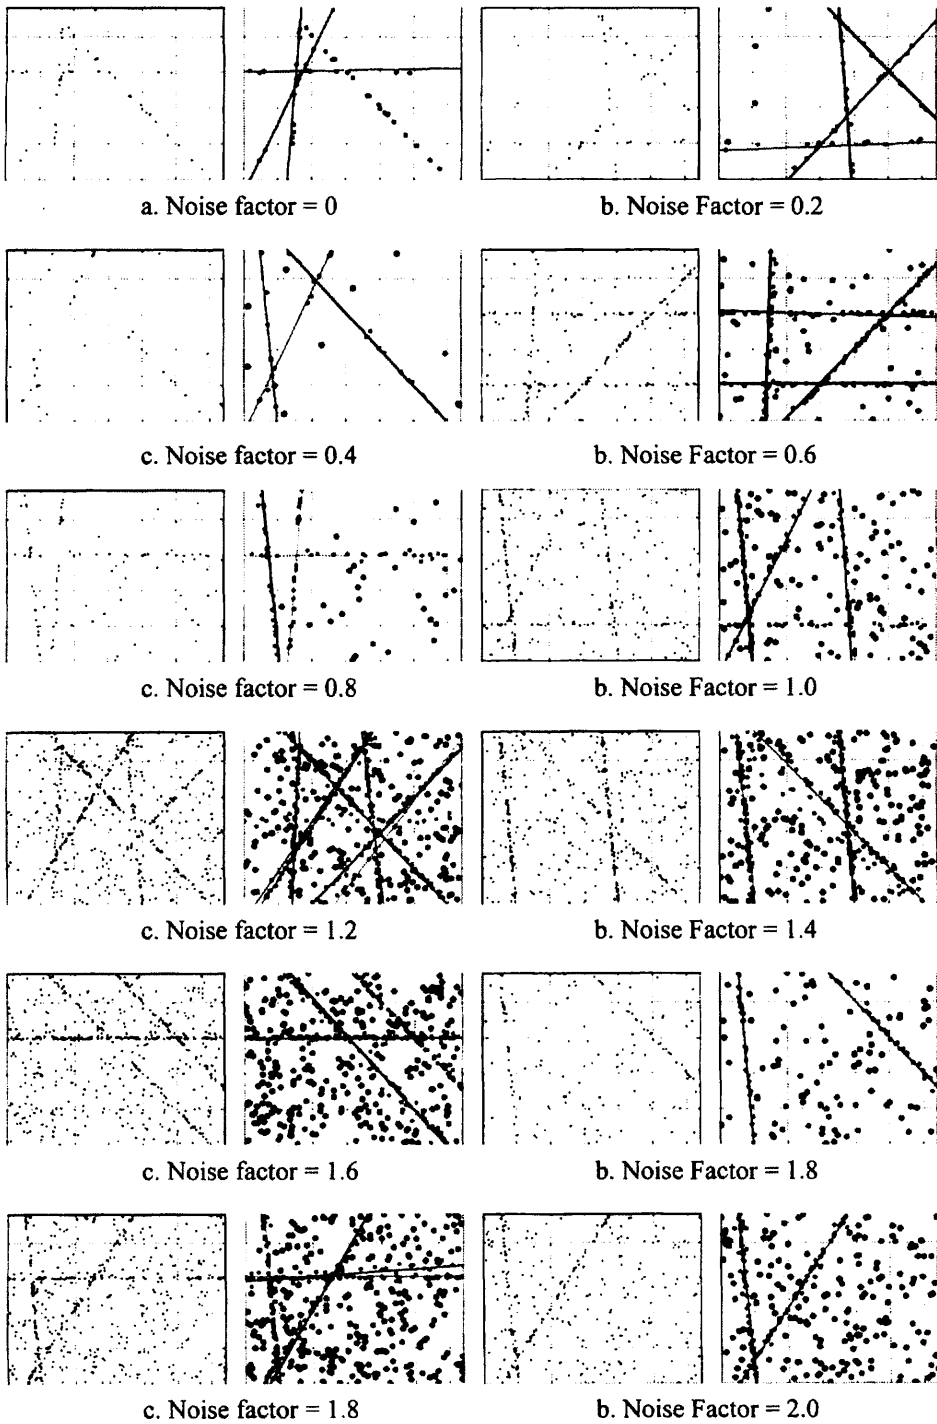 a. Noise factor = 0
b. Noise Factor = 0.2
c. Noise factor = 0.4
b. Noise Factor = 0.6
c. Noise factor = 0.8
b. Noise Factor = 1.0
c. Noise factor = 1.2
b. Noise Factor = 1.4
c. Noise factor = 1.6
b. Noise Factor = 1.8
c. Noise factor = 1.8
b. Noise Factor = 2.0